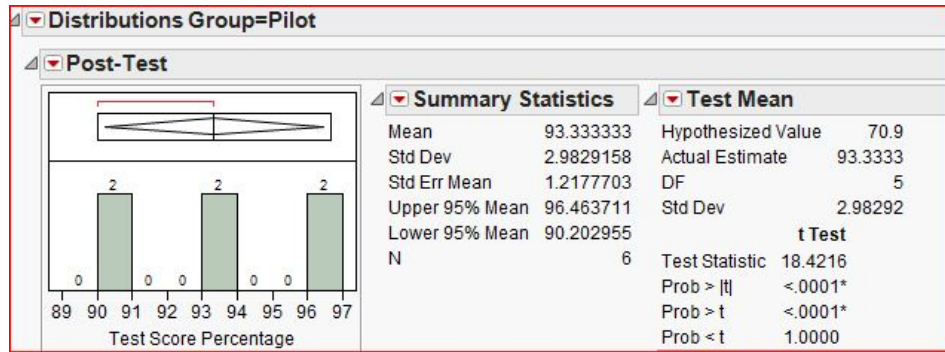 Distributions Group=Pilot
Post-Test
2 2 2
0 0 0 0 0
89 90 91 92 93 94 95 96 97
Test Score Percentage
Summary Statistics
Mean 93.333333
Std Dev 2.9829158
Std Err Mean 1.2177703
Upper 95% Mean 96.463711
Lower 95% Mean 90.202955
N 6
Test Mean
Hypothesized Value 70.9
Actual Estimate 93.3333
DF 5
Std Dev 2.98292
t Test
Test Statistic 18.4216
Prob > |t| <.0001*
Prob > t <.0001*
Prob < t 1.0000